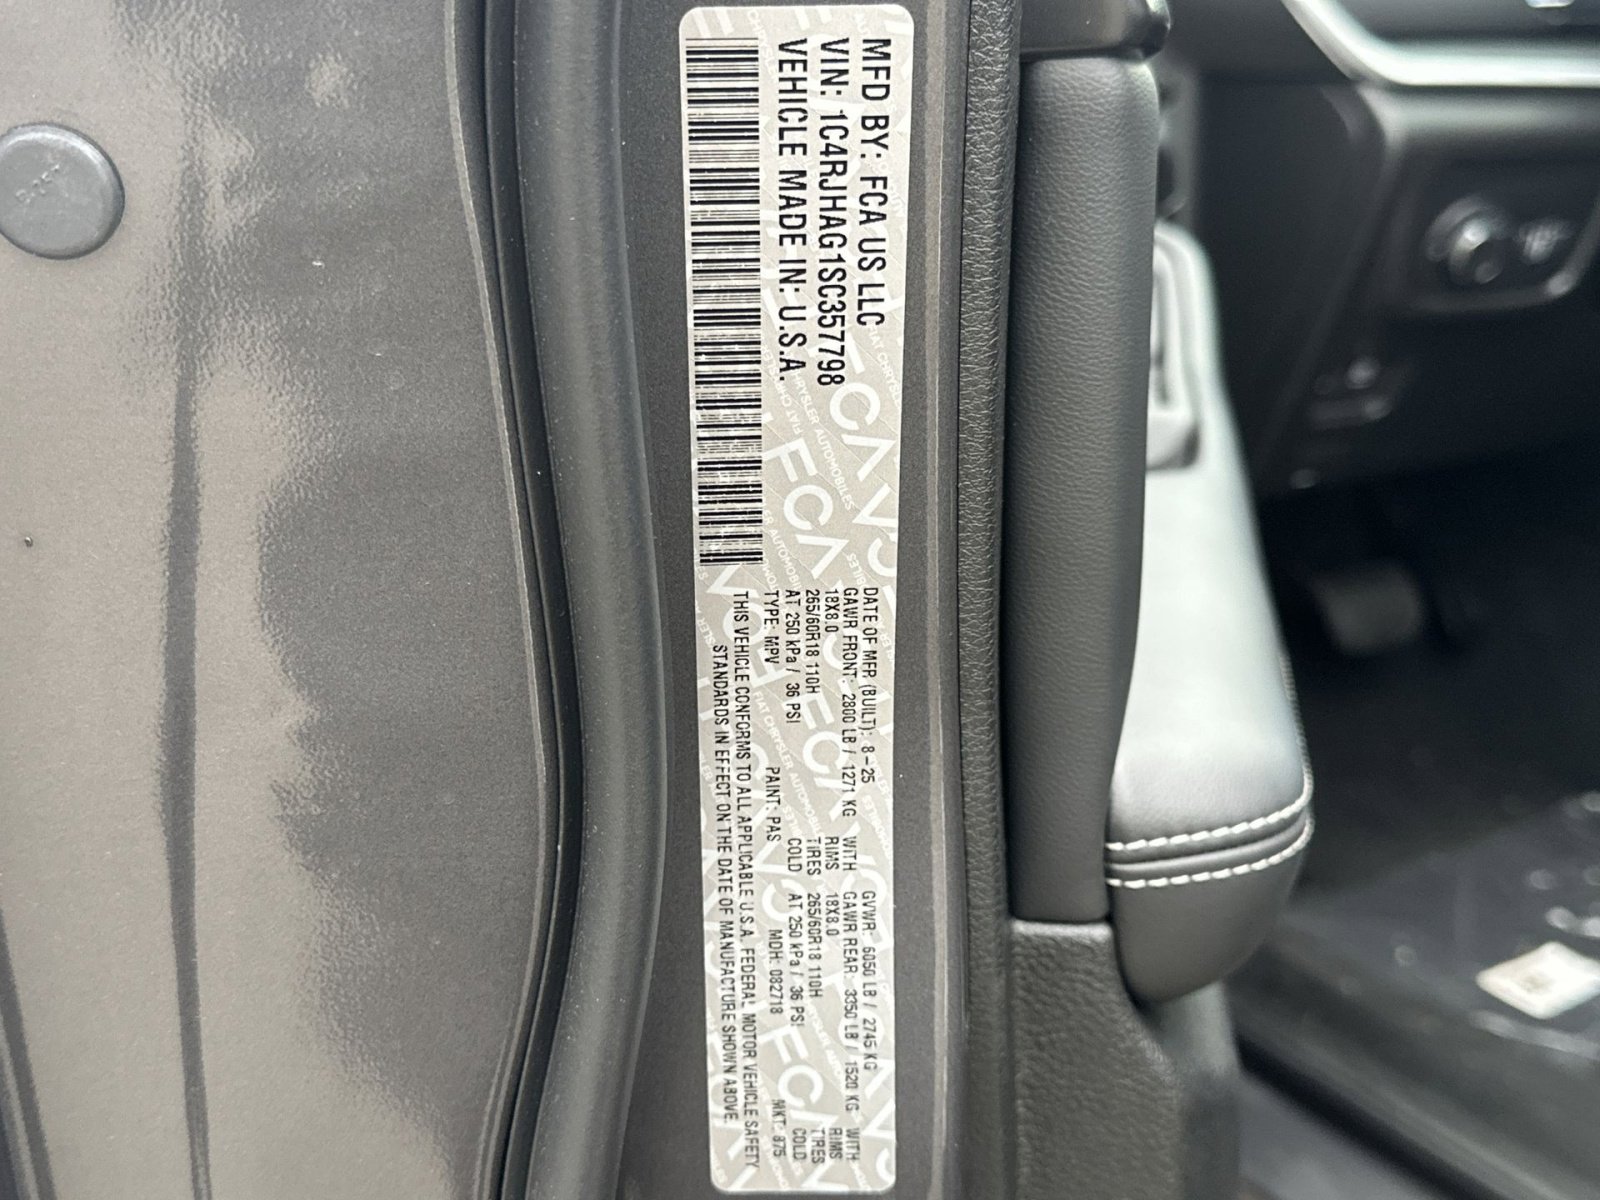 MFD BY: FCA US LLC
VIN: 1C4RJHAG1SC357798
VEHICLE MADE IN: U.S.A.
DATE OF MFR (BUILT): 8-25 GVWR: 6050 LB / 2745 KG
GAWR FRONT: 2800 LB / 1271 KG WITH GAWR REAR: 3350 LB / 1520 KG WITH
18X8.0 RIMS 18X8.0 RIMS
265/60R18 110H TIRES 265/60R18 110H TIRES
AT 250 kPa / 36 PSI COLD AT 250 kPa / 36 PSI COLD
TYPE: MPV PAINT: PAS MDH: 082718 MKT: 875
THIS VEHICLE CONFORMS TO ALL APPLICABLE U.S.A. FEDERAL MOTOR VEHICLE SAFETY
STANDARDS IN EFFECT ON THE DATE OF MANUFACTURE SHOWN ABOVE.
FCA
FIAT CHRYSLER AUTOMOBILES